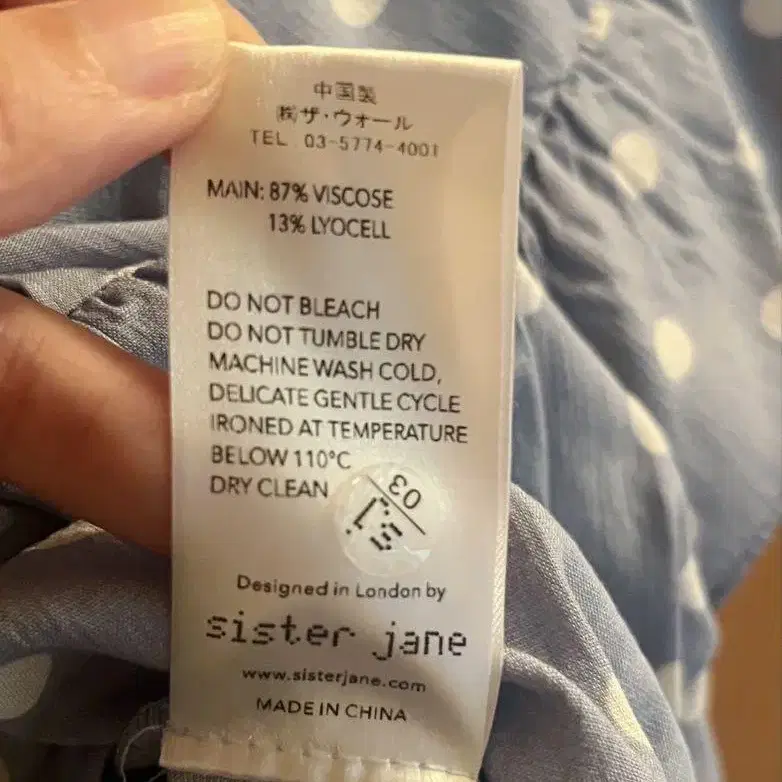 中国製
㈱ザ・ウォール
TEL 03-5774-4001
MAIN: 87% VISCOSE
13% LYOCELL
DO NOT BLEACH
DO NOT TUMBLE DRY
MACHINE WASH COLD,
DELICATE GENTLE CYCLE
IRONED AT TEMPERATURE
BELOW 110°C
DRY CLEAN
03
Designed in London by
sister jane
www.sisterjane.com
MADE IN CHINA